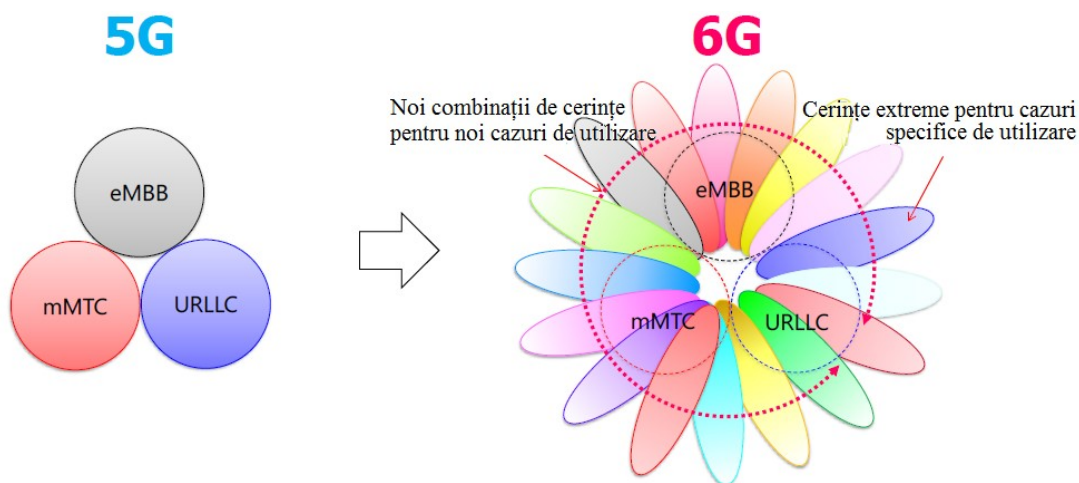 5G
eMBB
mMTC
URLLC
6G
Noi combinații de cerințe
pentru noi cazuri de utilizare
Cerințe extreme pentru cazuri
specifice de utilizare
eMBB
mMTC
URLLC